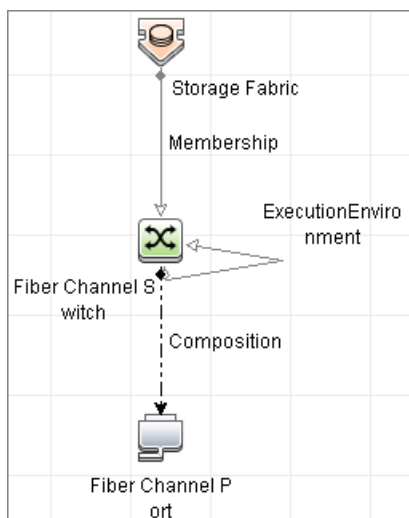 Storage Fabric
Membership
ExecutionEnviro
nment
Fiber Channel S
witch
Composition
Fiber Channel P
ort